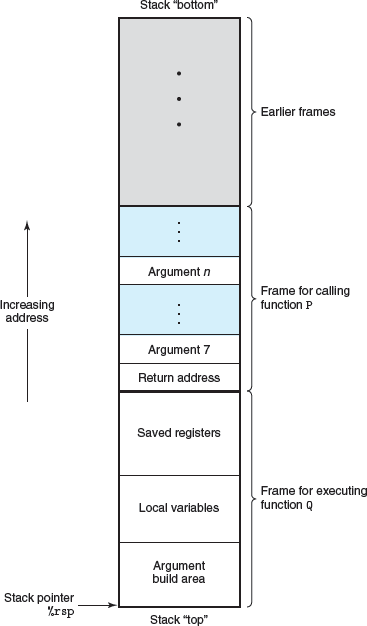 Stack “bottom”
Earlier frames
Increasing
address
Argument n
Frame for calling
function P
Argument 7
Return address
Saved registers
Local variables
Frame for executing
function Q
Argument
build area
Stack pointer
%rsp
Stack “top”